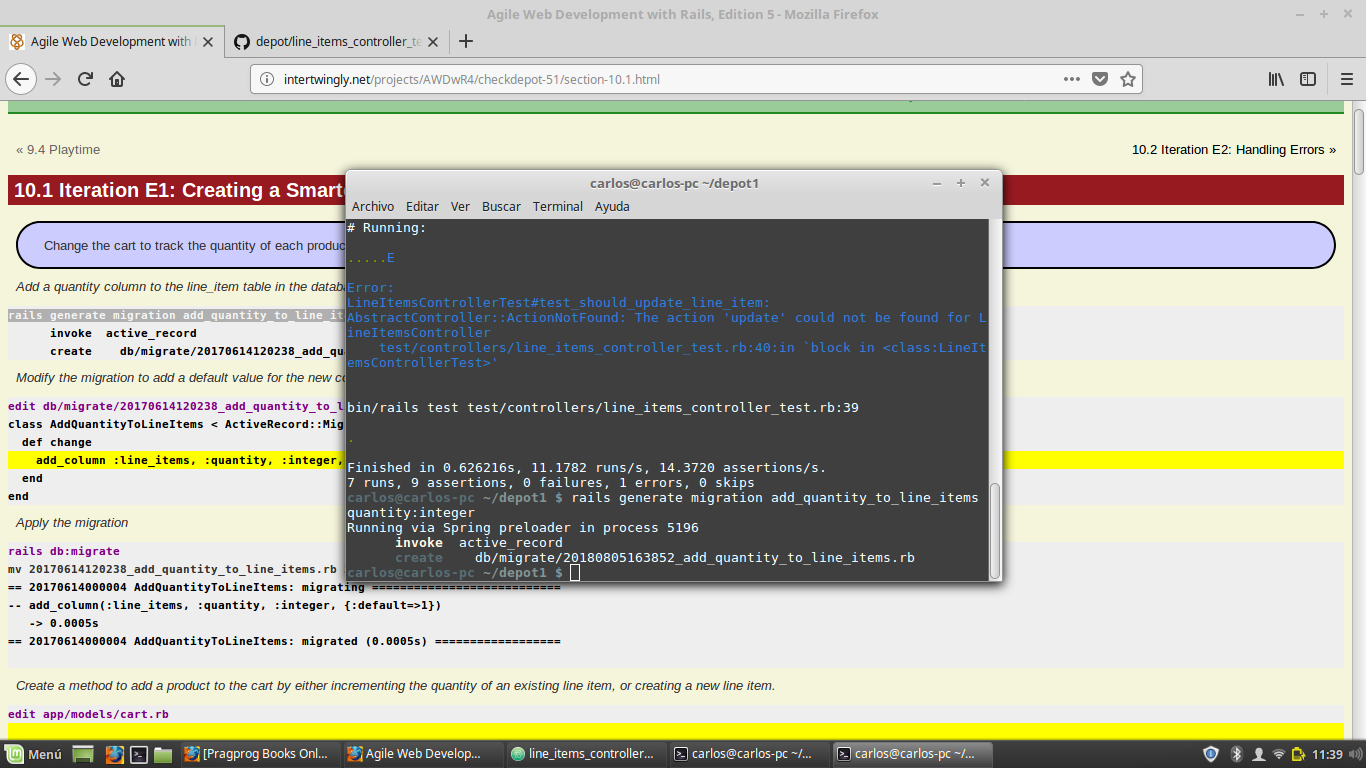 Agile Web Development with Rails, Edition 5 - Mozilla Firefox
Agile Web Development with
depot/line_items_controller_te
intertwingly.net/projects/AWDwR4/checkdepot-51/section-10.1.html
« 9.4 Playtime
10.2 Iteration E2: Handling Errors »
10.1 Iteration E1: Creating a Smart
Change the cart to track the quantity of each produc
Add a quantity column to the line_item table in the datab
rails generate migration add_quantity_to_line_it
invoke active_record
create db/migrate/20170614120238_add_qu
Modify the migration to add a default value for the new co
edit db/migrate/20170614120238_add_quantity_to_l
class AddQuantityToLineItems < ActiveRecord::Mig
def change
add_column :line_items, :quantity, :integer,
end
end
Apply the migration
rails db:migrate
mv 20170614120238_add_quantity_to_line_items.rb
== 20170614000004 AddQuantityToLineItems: migrating ===========================
-- add_column(:line_items, :quantity, :integer, {:default=>1})
-> 0.0005s
== 20170614000004 AddQuantityToLineItems: migrated (0.0005s) ==================
Create a method to add a product to the cart by either incrementing the quantity of an existing line item, or creating a new line item.
edit app/models/cart.rb
carlos@carlos-pc ~/depot1
Archivo Editar Ver Buscar Terminal Ayuda
# Running:
.....E
Error:
LineItemsControllerTest#test_should_update_line_item:
AbstractController::ActionNotFound: The action 'update' could not be found for L
ineItemsController
test/controllers/line_items_controller_test.rb:40:in `block in <class:LineIt
emsControllerTest>'
bin/rails test test/controllers/line_items_controller_test.rb:39
.
Finished in 0.626216s, 11.1782 runs/s, 14.3720 assertions/s.
7 runs, 9 assertions, 0 failures, 1 errors, 0 skips
carlos@carlos-pc ~/depot1 $ rails generate migration add_quantity_to_line_items
quantity:integer
Running via Spring preloader in process 5196
invoke active_record
create db/migrate/20180805163852_add_quantity_to_line_items.rb
carlos@carlos-pc ~/depot1 $
Menú
[Pragprog Books Onl...
Agile Web Develop...
line_items_controller...
carlos@carlos-pc ~/...
carlos@carlos-pc ~/...
11:39